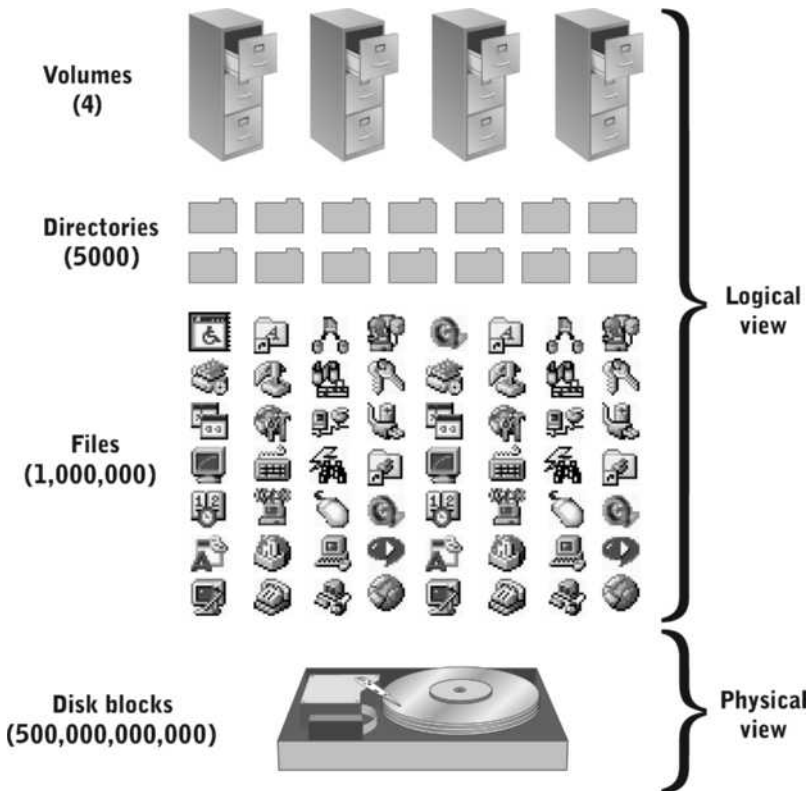 Volumes
(4)
Directories
(5000)
Logical
view
Files
(1,000,000)
Disk blocks
(500,000,000,000)
Physical
view